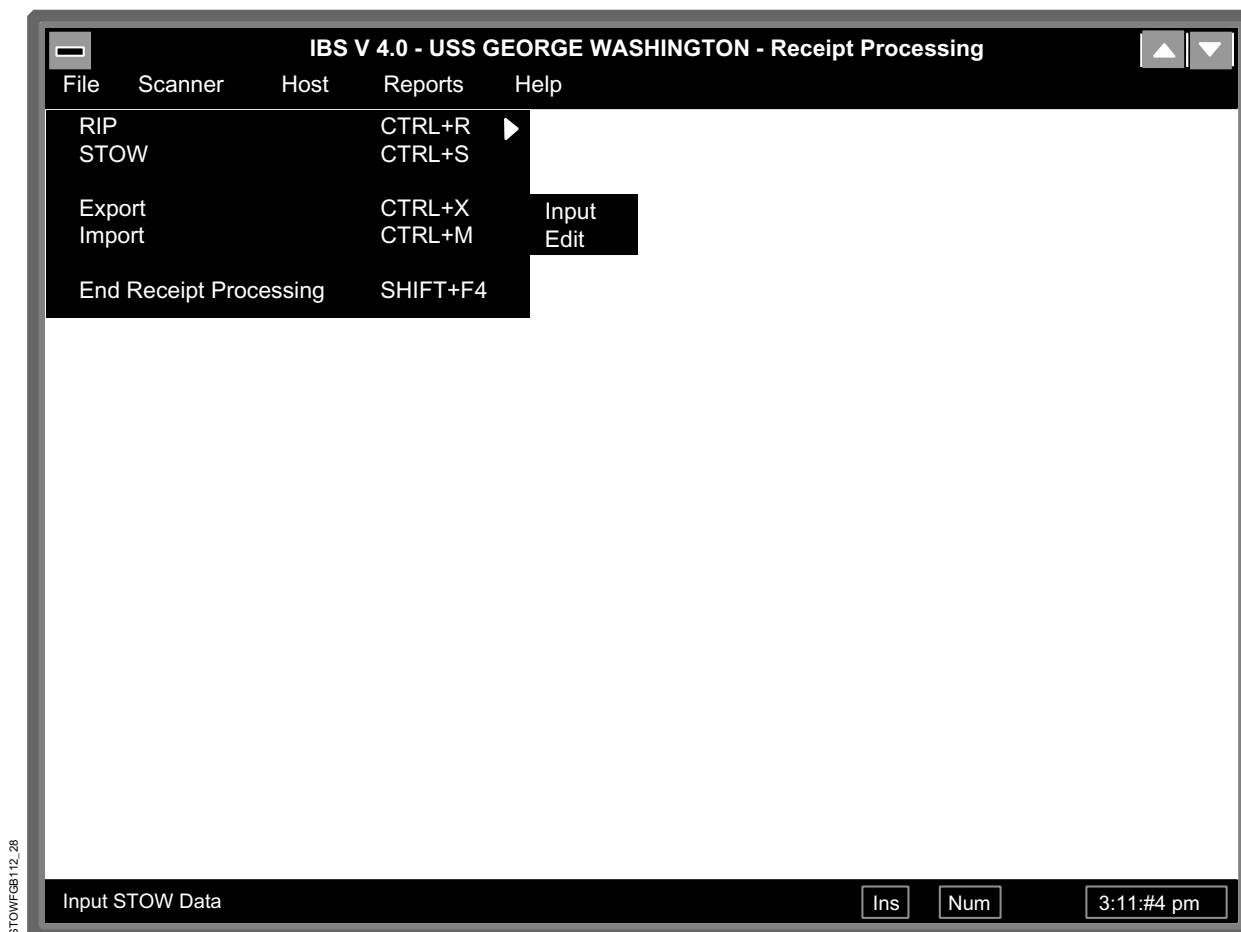 IBS V 4.0 - USS GEORGE WASHINGTON - Receipt Processing
File Scanner Host Reports Help
RIP CTRL+R
STOW CTRL+S
Export CTRL+X
Import CTRL+M
Input
Edit
End Receipt Processing SHIFT+F4
Input STOW Data Ins Num 3:11:#4 pm
STOWFGB112_28